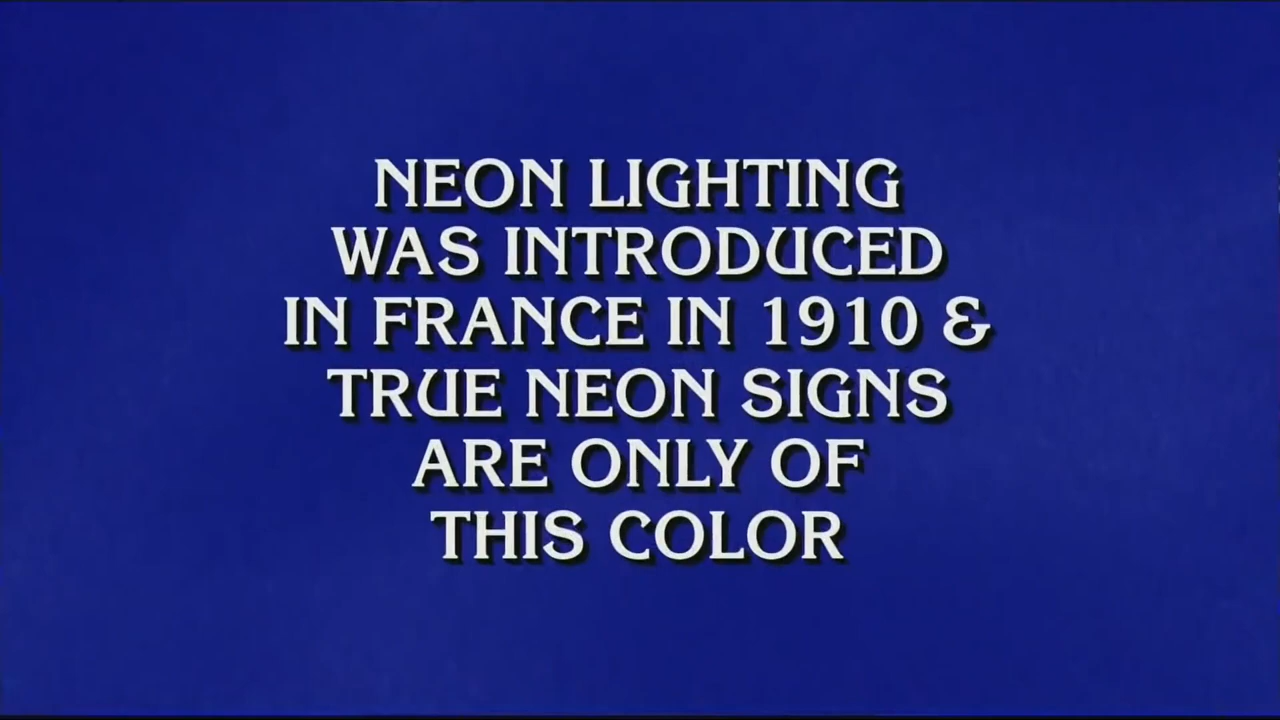 NEON LIGHTING
WAS INTRODUCED
IN FRANCE IN 1910 &
TRUE NEON SIGNS
ARE ONLY OF
THIS COLOR